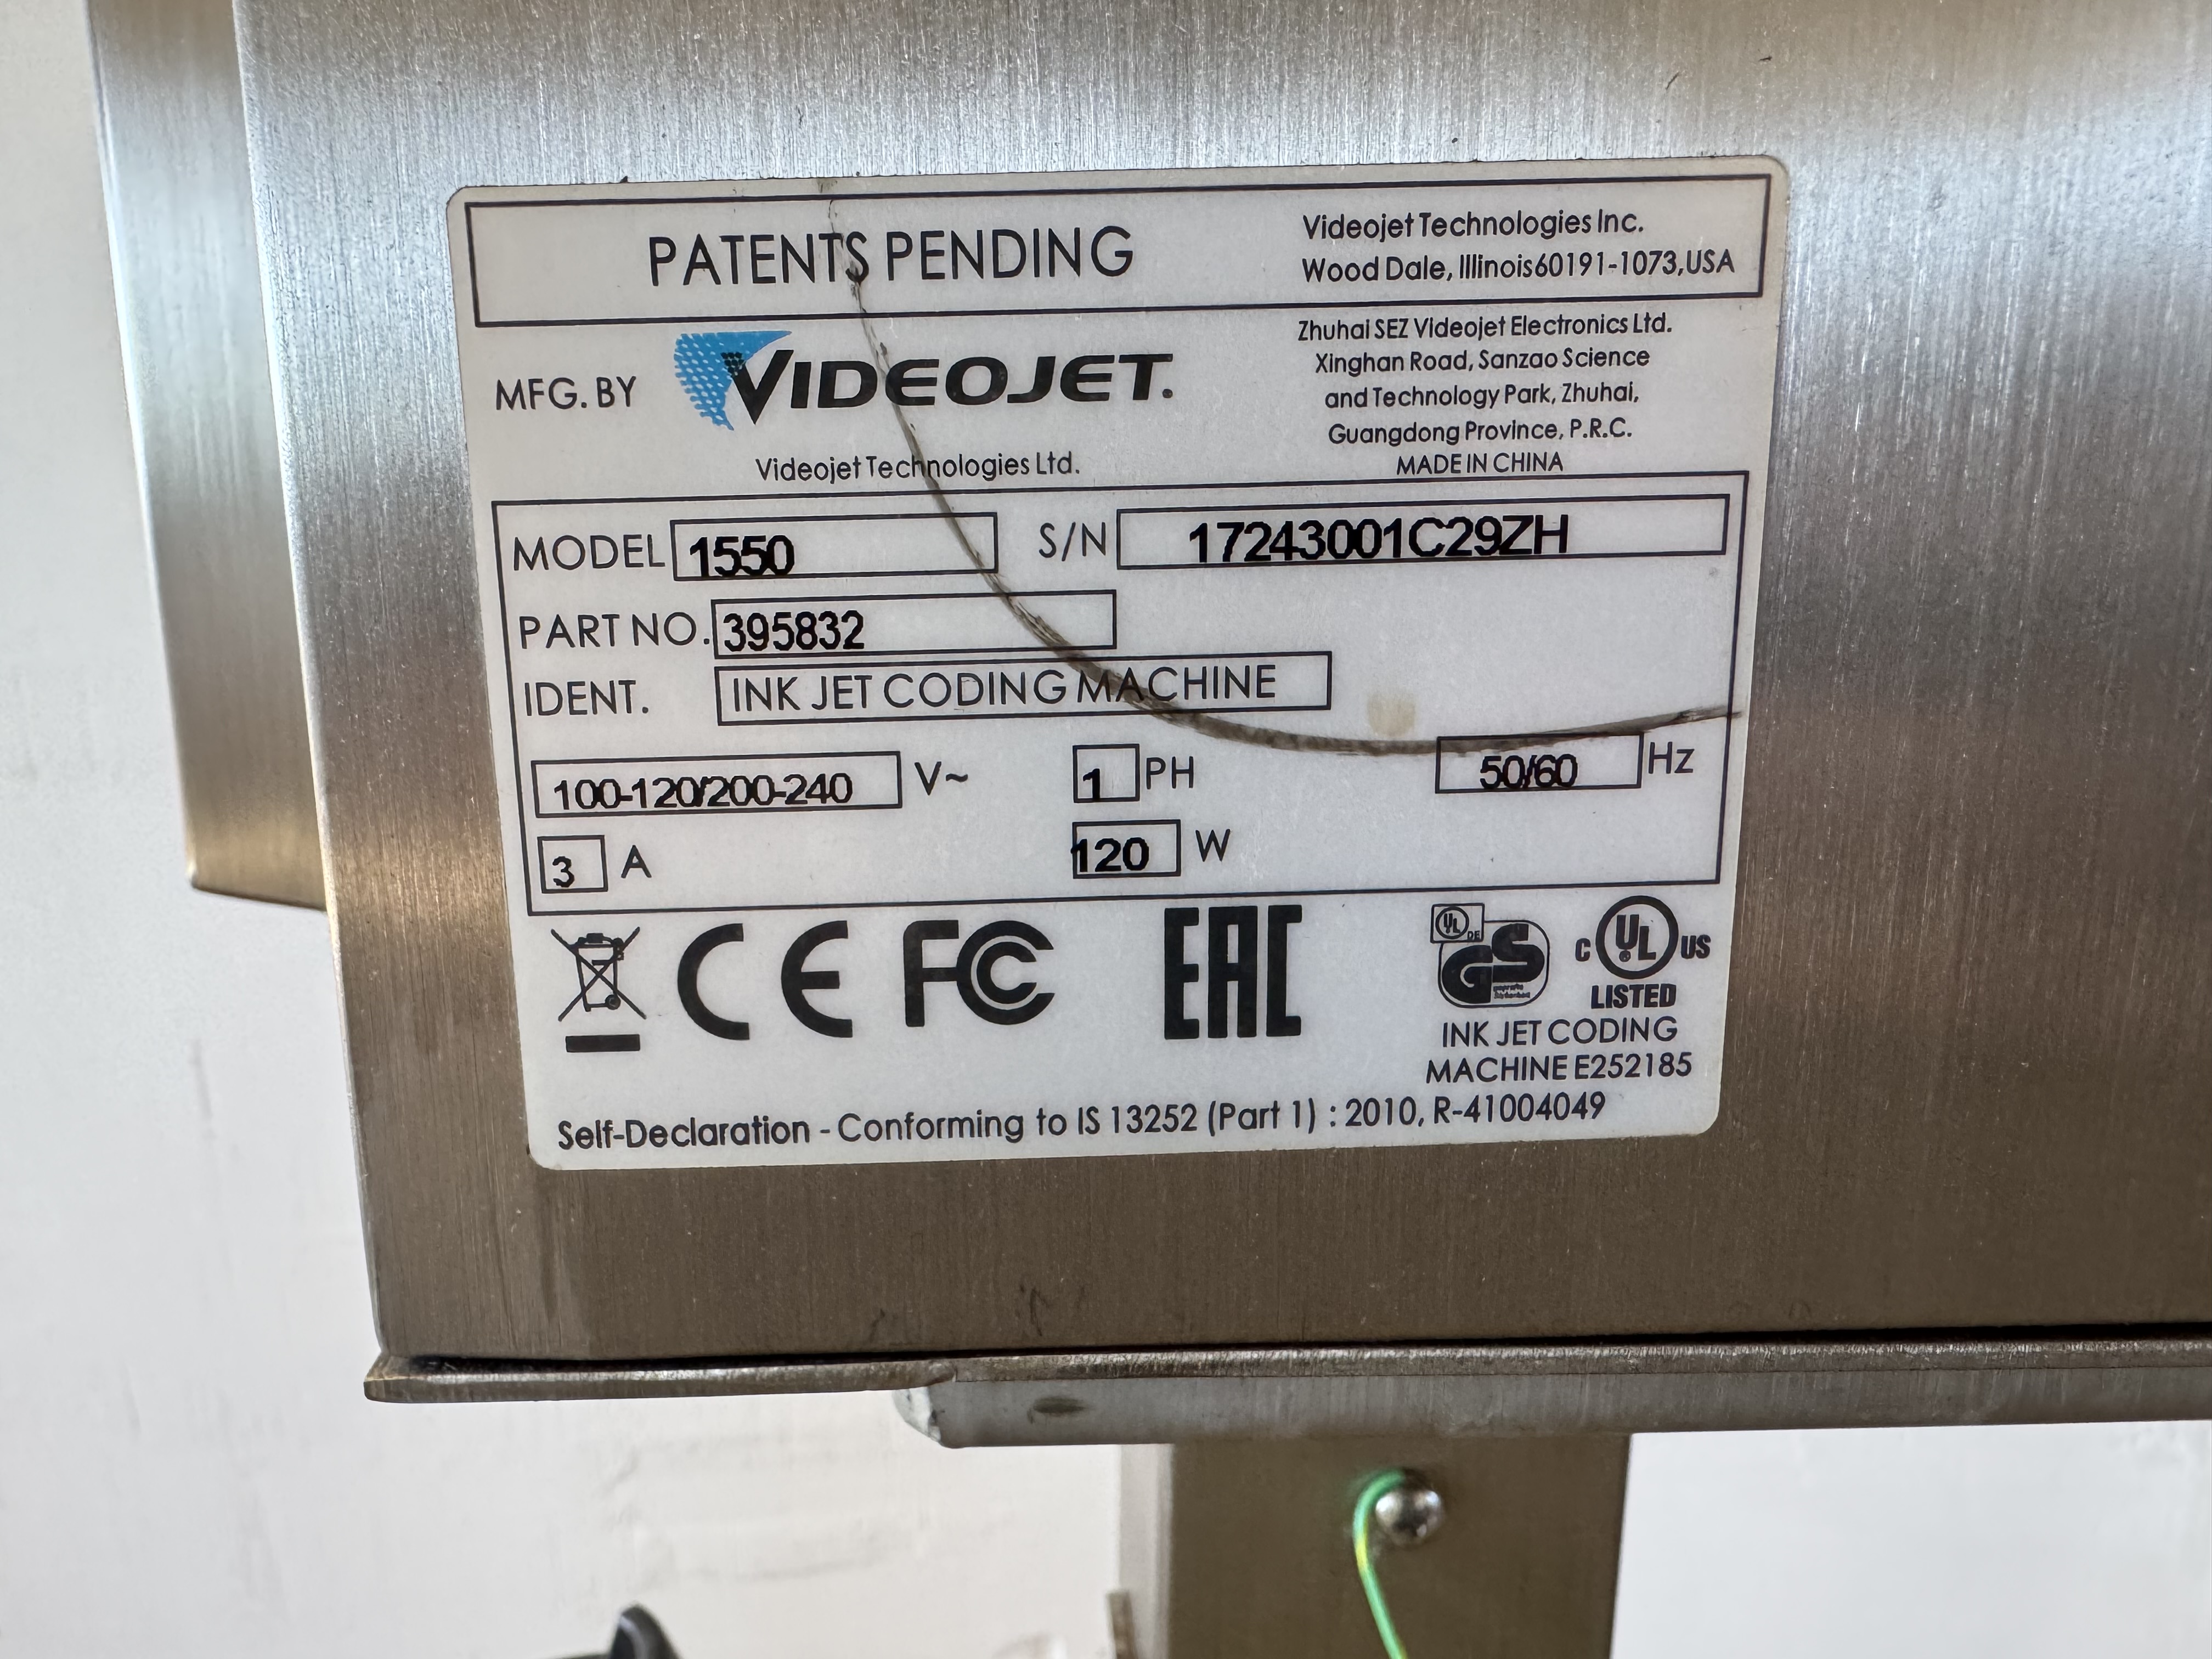 PATENTS PENDING
Videojet Technologies Inc.
Wood Dale, Illinois 60191-1073, USA
MFG. BY VIDEOJET.
Videojet Technologies Ltd.
Zhuhai SEZ Videojet Electronics Ltd.
Xinghan Road, Sanzao Science
and Technology Park, Zhuhai,
Guangdong Province, P.R.C.
MADE IN CHINA
MODEL 1550 S/N 17243001C29ZH
PART NO. 395832
IDENT. INK JET CODING MACHINE
100-120/200-240 V~ 1 PH 50/60 Hz
3 A 120 W
CE FC EAC UL DE GS C UL US
LISTED
INK JET CODING
MACHINE E252185
Self-Declaration - Conforming to IS 13252 (Part 1) : 2010, R-41004049